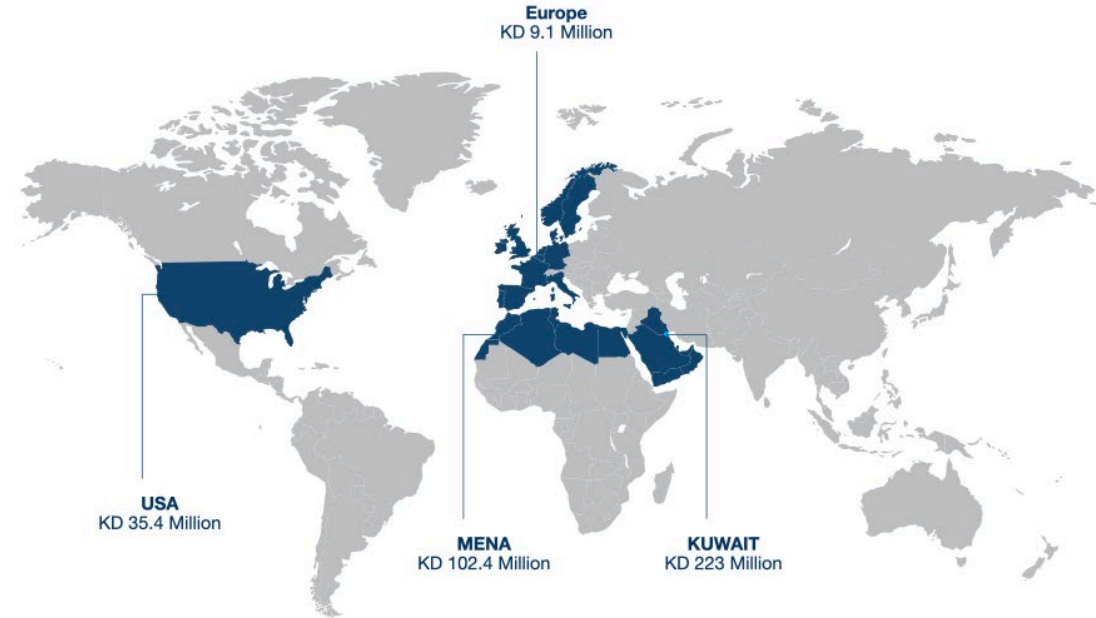 Europe
KD 9.1 Million
USA
KD 35.4 Million
MENA
KD 102.4 Million
KUWAIT
KD 223 Million